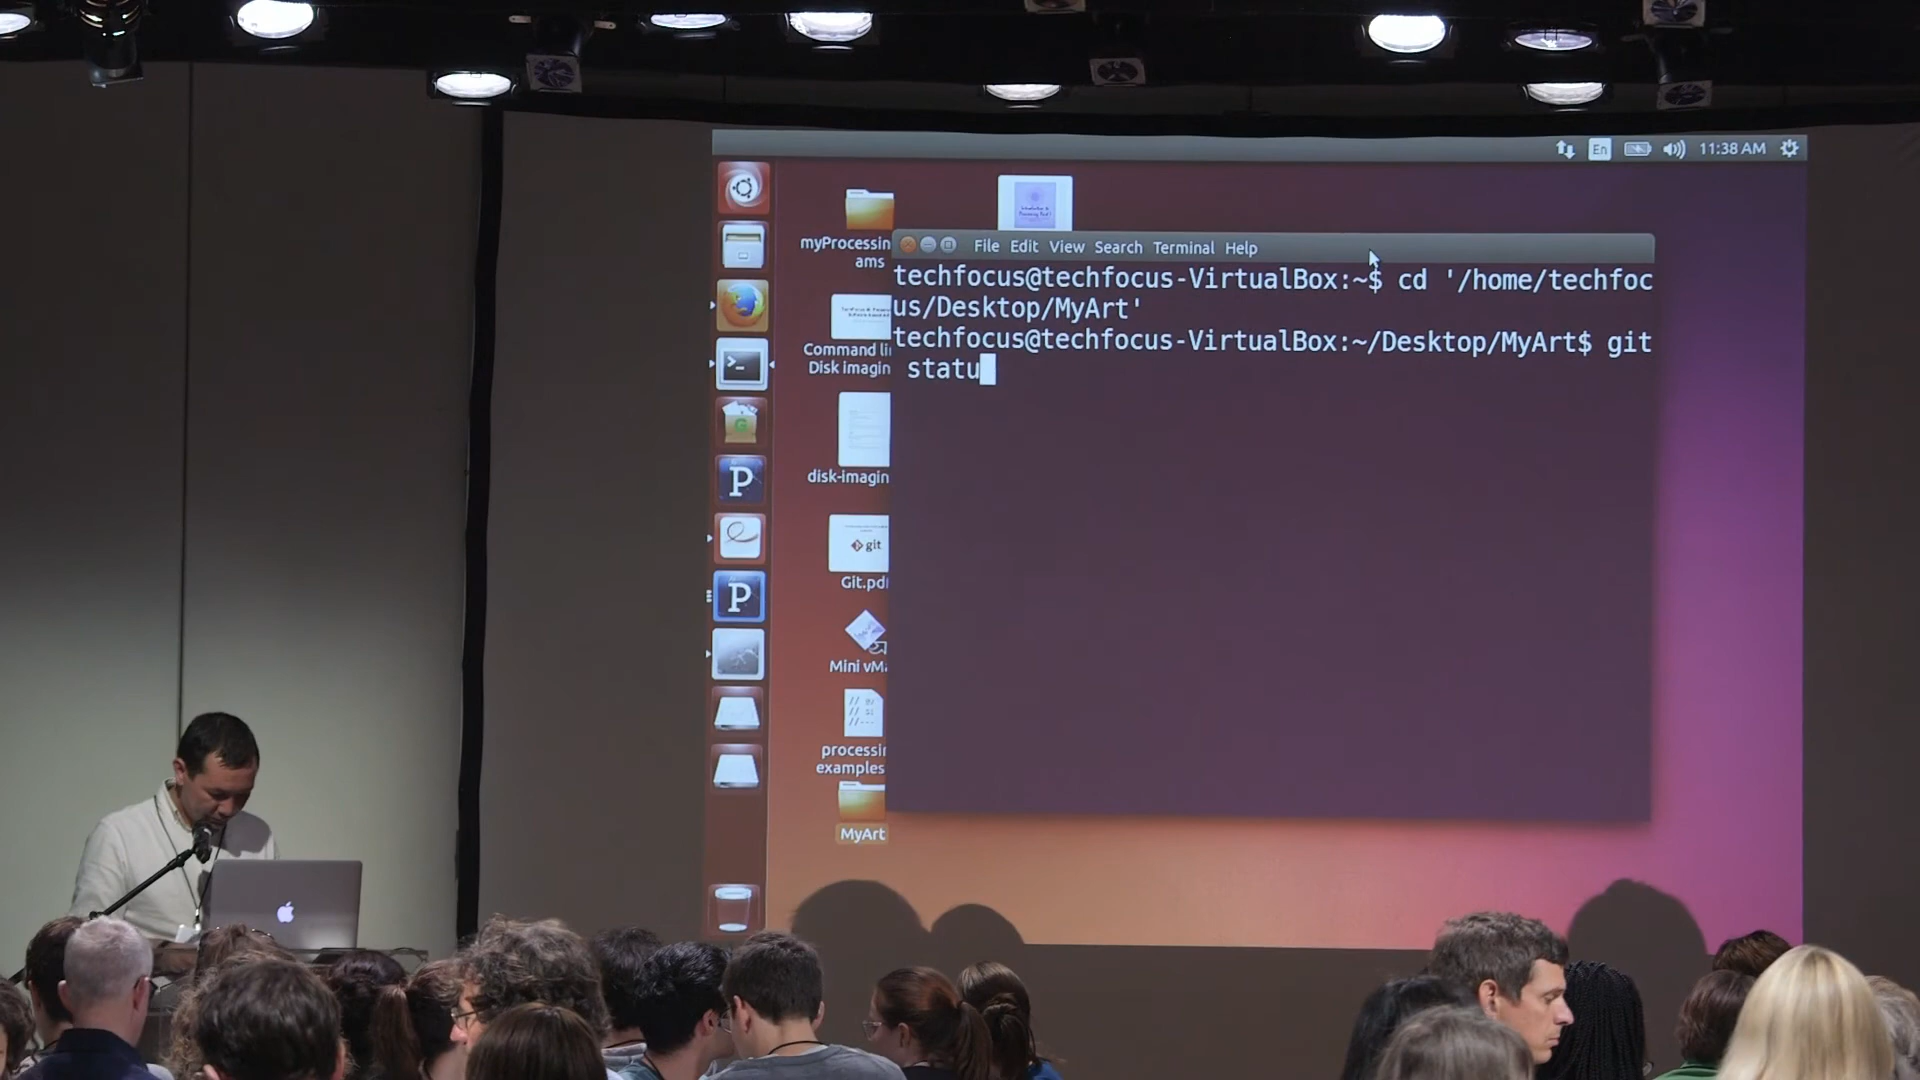 En
11:38 AM
myProcessin
ams
File Edit View Search Terminal Help
techfocus@techfocus-VirtualBox:~$ cd '/home/techfoc
us/Desktop/MyArt'
techfocus@techfocus-VirtualBox:~/Desktop/MyArt$ git
statu
Command li
Disk imagin
disk-imagin
git
Git.pd
Mini vMa
processin
examples
MyArt
G
P
P